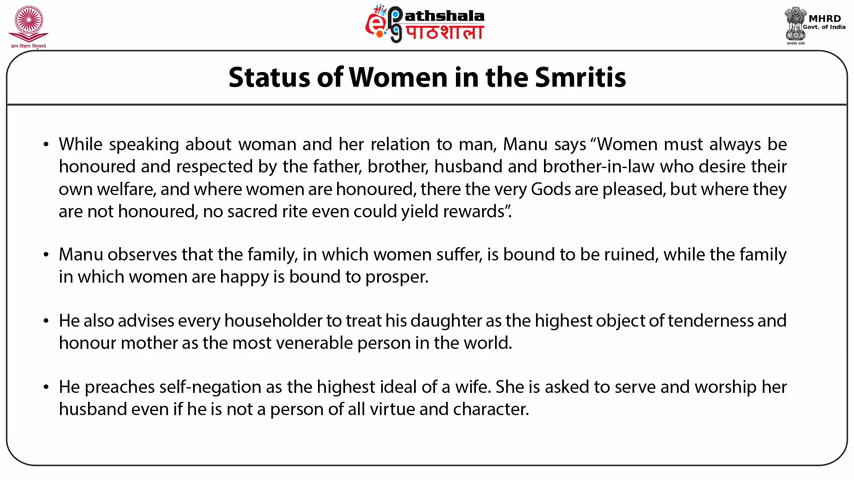 ePathshala
पाठशाला
MHRD
Govt. of India
Status of Women in the Smritis
• While speaking about woman and her relation to man, Manu says “Women must always be
honoured and respected by the father, brother, husband and brother-in-law who desire their
own welfare, and where women are honoured, there the very Gods are pleased, but where they
are not honoured, no sacred rite even could yield rewards”.
• Manu observes that the family, in which women suffer, is bound to be ruined, while the family
in which women are happy is bound to prosper.
• He also advises every householder to treat his daughter as the highest object of tenderness and
honour mother as the most venerable person in the world.
• He preaches self-negation as the highest ideal of a wife. She is asked to serve and worship her
husband even if he is not a person of all virtue and character.